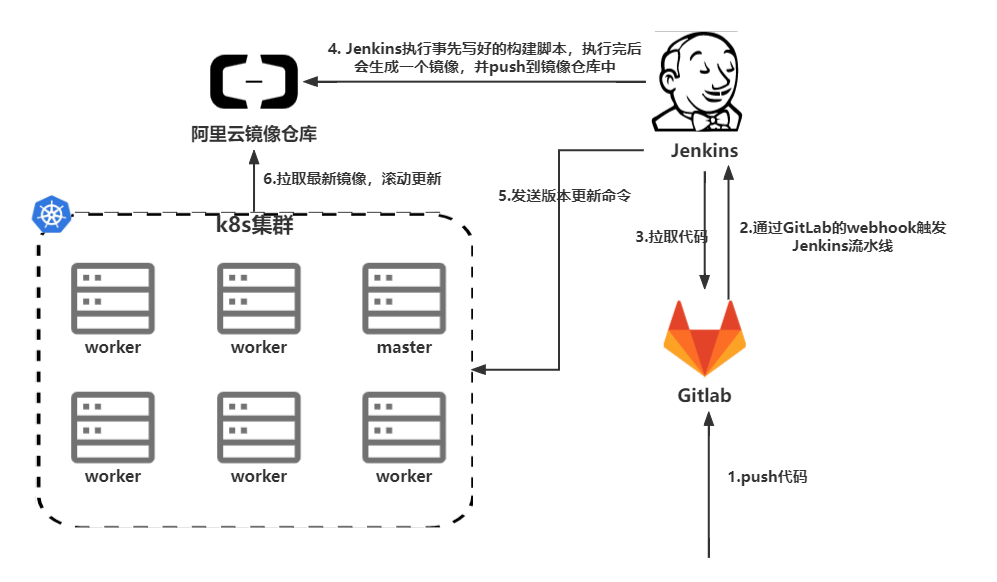 4. Jenkins执行事先写好的构建脚本，执行完后
会生成一个镜像，并push到镜像仓库中
阿里云镜像仓库
Jenkins
6.拉取最新镜像，滚动更新
5.发送版本更新命令
k8s集群
3.拉取代码
2.通过GitLab的webhook触发
Jenkins流水线
worker
worker
master
Gitlab
worker
worker
worker
1.push代码